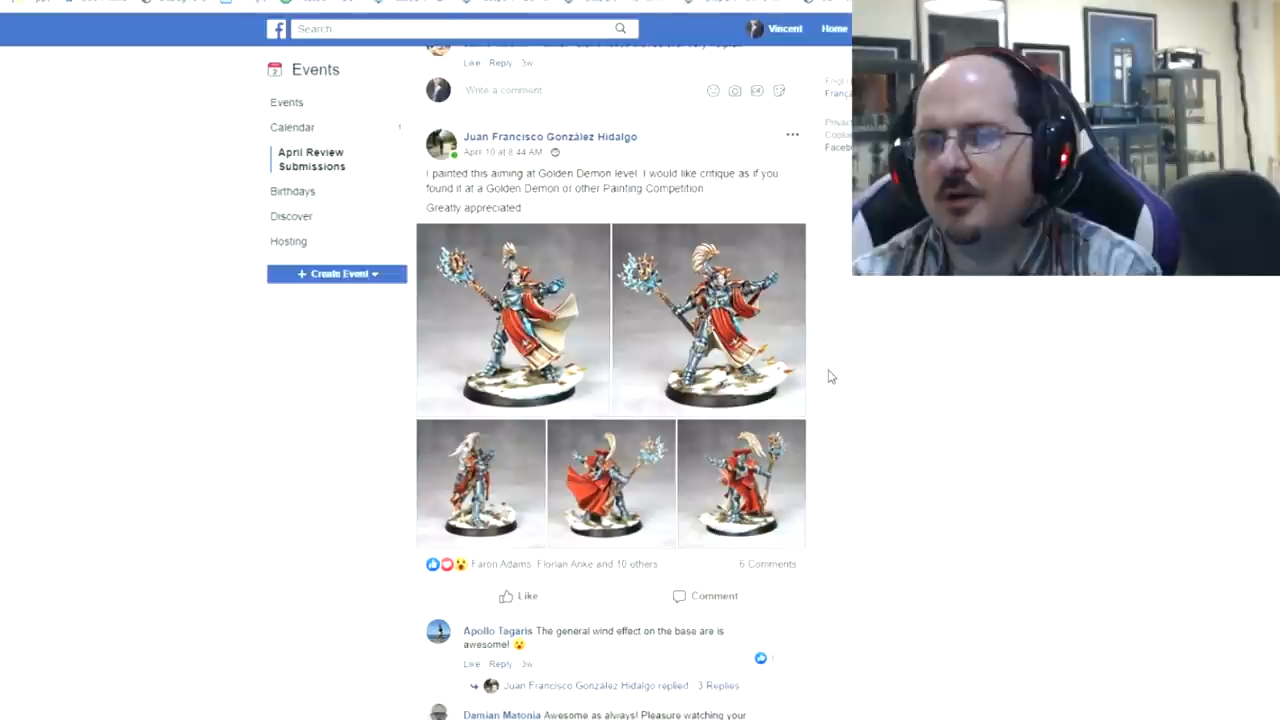 Search
Vincent
Home
2
Events
Like Reply 3w
Events
Write a comment
Calendar
1
Franç
April Review
Submissions
Juan Francisco González Hidalgo
April 10 at 8:44 AM
Birthdays
I painted this aiming at Golden Demon level I would like critique as if you
found it at a Golden Demon or other Painting Competition
Greatly appreciated
Discover
Hosting
+ Create Event
Faron Adams Florian Anke and 10 others
6 Comments
Like
Comment
Apollo Tagaris The general wind effect on the base are is
awesome!
1
Like Reply 3w
Juan Francisco González Hidalgo replied 3 Replies
Damian Matonia Awesome as always! Pleasure watching your